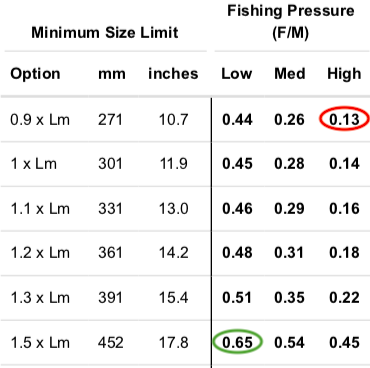 Fishing Pressure
Minimum Size Limit (F/M)
Option mm inches Low Med High
0.9 x Lm 271 10.7 0.44 0.26 0.13
1 x Lm 301 11.9 0.45 0.28 0.14
1.1 x Lm 331 13.0 0.46 0.29 0.16
1.2 x Lm 361 14.2 0.48 0.31 0.18
1.3 x Lm 391 15.4 0.51 0.35 0.22
1.5 x Lm 452 17.8 0.65 0.54 0.45